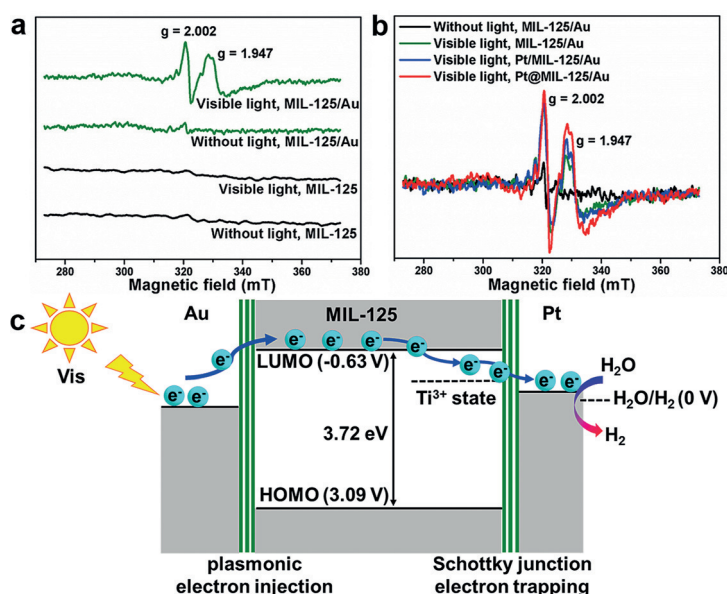 a
g = 2.002
g = 1.947
Visible light, MIL-125/Au
Without light, MIL-125/Au
Visible light, MIL-125
Without light, MIL-125
280 300 320 340 360 380
Magnetic field (mT)
b
Without light, MIL-125/Au
Visible light, MIL-125/Au
Visible light, Pt/MIL-125/Au
Visible light, Pt@MIL-125/Au
g = 2.002
g = 1.947
280 300 320 340 360 380
Magnetic field (mT)
c
Au
MIL-125
Pt
Vis
e⁻ e⁻
e⁻
e⁻ e⁻ e⁻ e⁻
e⁻ e⁻
e⁻ e⁻
LUMO (-0.63 V)
Ti³⁺ state
H₂O
H₂O/H₂ (0 V)
H₂
3.72 eV
HOMO (3.09 V)
plasmonic
electron injection
Schottky junction
electron trapping